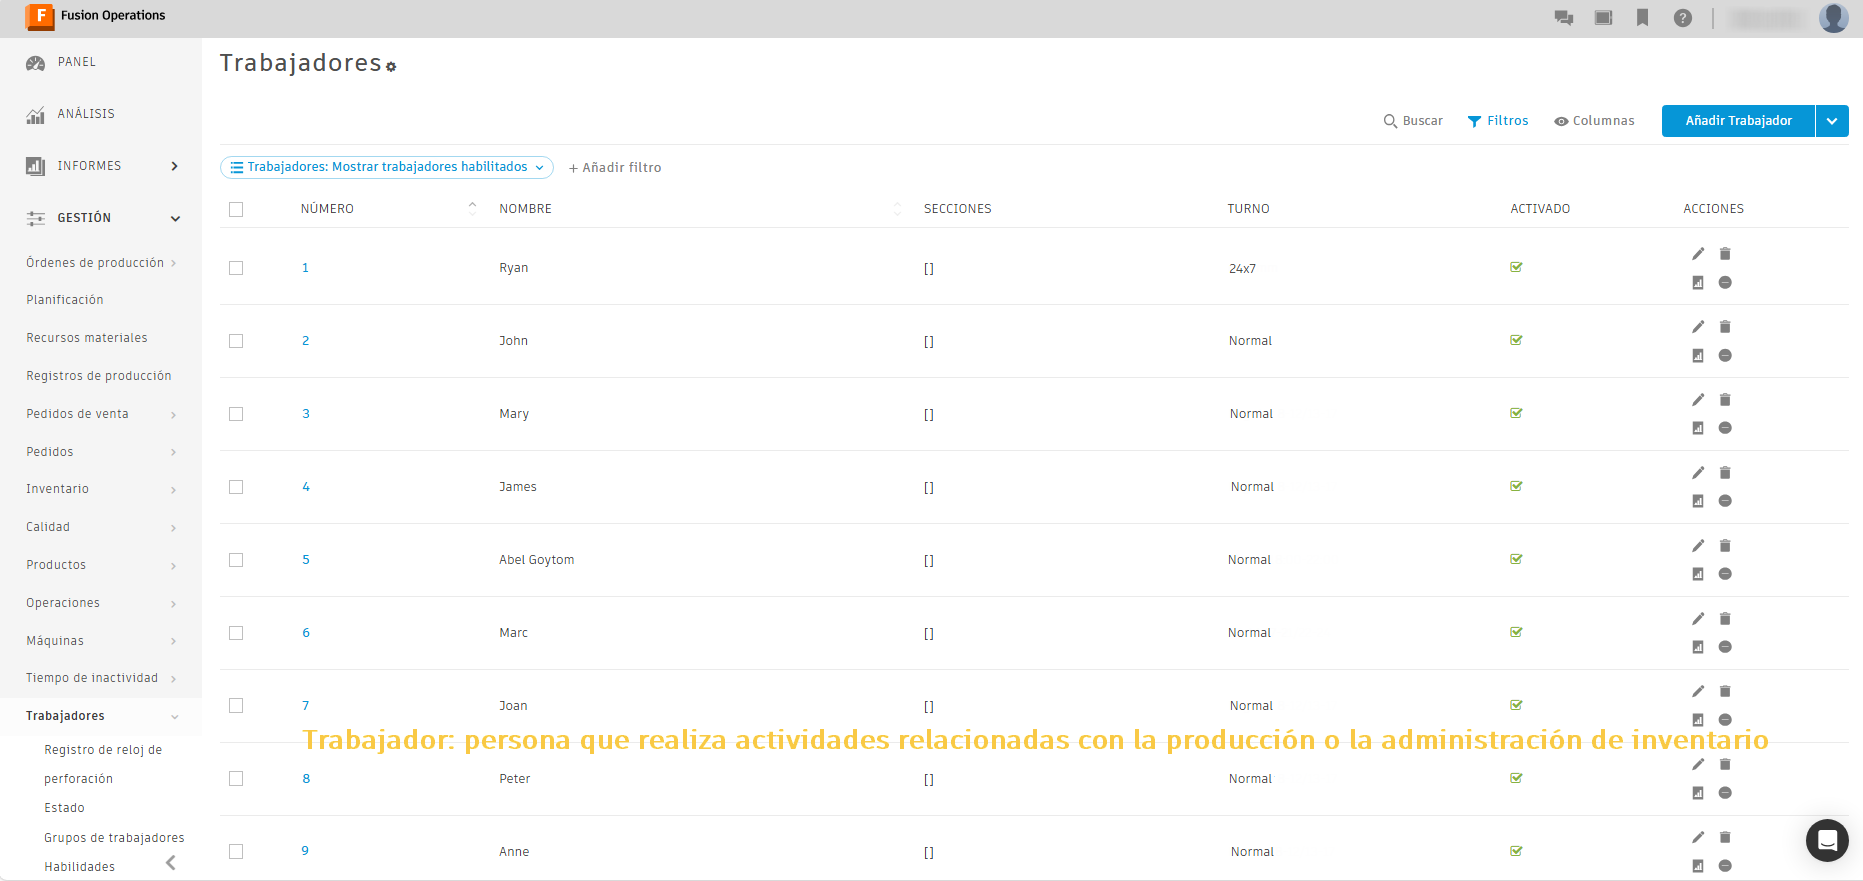 Fusion Operations
PANEL
ANÁLISIS
INFORMES
GESTIÓN
Órdenes de producción
Planificación
Recursos materiales
Registros de producción
Pedidos de venta
Pedidos
Inventario
Calidad
Productos
Operaciones
Máquinas
Tiempo de inactividad
Trabajadores
Registro de reloj de
perforación
Estado
Grupos de trabajadores
Habilidades
Trabajadores
Buscar Filtros Columnas Añadir Trabajador
Trabajadores: Mostrar trabajadores habilitados + Añadir filtro
NÚMERO NOMBRE SECCIONES TURNO ACTIVADO ACCIONES
1 Ryan [] 24x7
2 John [] Normal
3 Mary [] Normal
4 James [] Normal
5 Abel Goytom [] Normal
6 Marc [] Normal
7 Joan [] Normal
Trabajador: persona que realiza actividades relacionadas con la producción o la administración de inventario
8 Peter [] Normal
9 Anne [] Normal